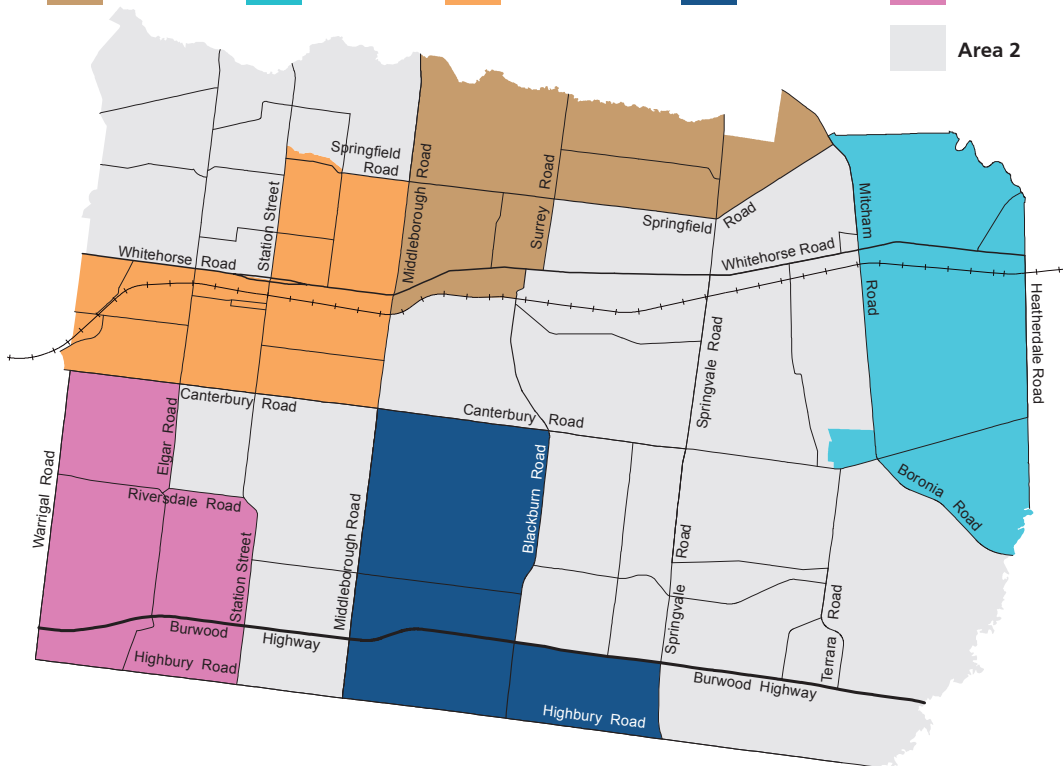 Area 2
Springfield
Road
Middleborough Road
Surrey Road
Station Street
Springfield Road
Mitcham
Road
Whitehorse Road
Whitehorse Road
Heatherdale Road
Springvale Road
Canterbury Road
Canterbury Road
Elgar Road
Warrigal Road
Riversdale Road
Blackburn Road
Boronia Road
Middleborough Road
Station Street
Springvale Road
Terrara Road
Burwood Highway
Burwood Highway
Highbury Road
Highbury Road